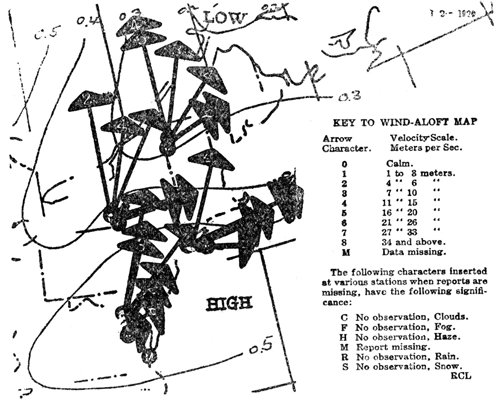 0.5
0.4
0.3
LOW
1 2 - 1920
0.3
KEY TO WIND-ALOFT MAP
Arrow Velocity Scale.
Character. Meters per Sec.
0 Calm.
1 1 to 3 meters.
2 4 " 6 "
3 7 " 10 "
4 11 " 15 "
5 16 " 20 "
6 21 " 26 "
7 27 " 33 "
8 34 and above.
M Data missing.
The following characters inserted
at various stations when reports are
missing, have the following signifi-
cance:
C No observation, Clouds.
F No observation, Fog.
H No observation, Haze.
M Report missing.
R No observation, Rain.
S No observation, Snow.
RCL
HIGH
0.5